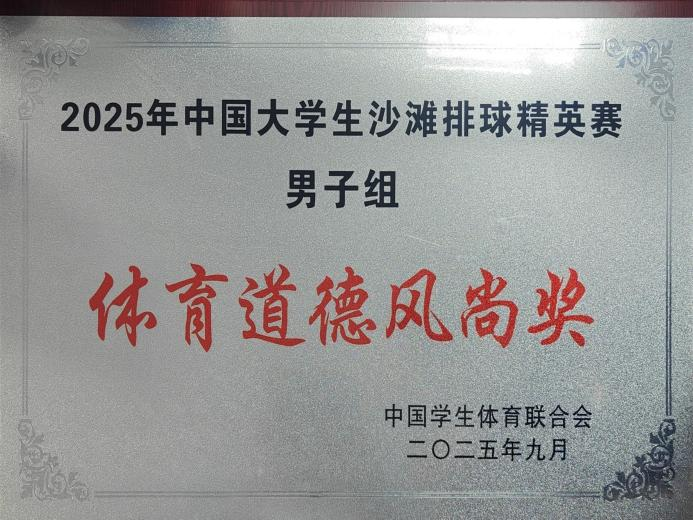 2025年中国大学生沙滩排球精英赛
男子组
体育道德风尚奖
中国学生体育联合会
二〇二五年九月